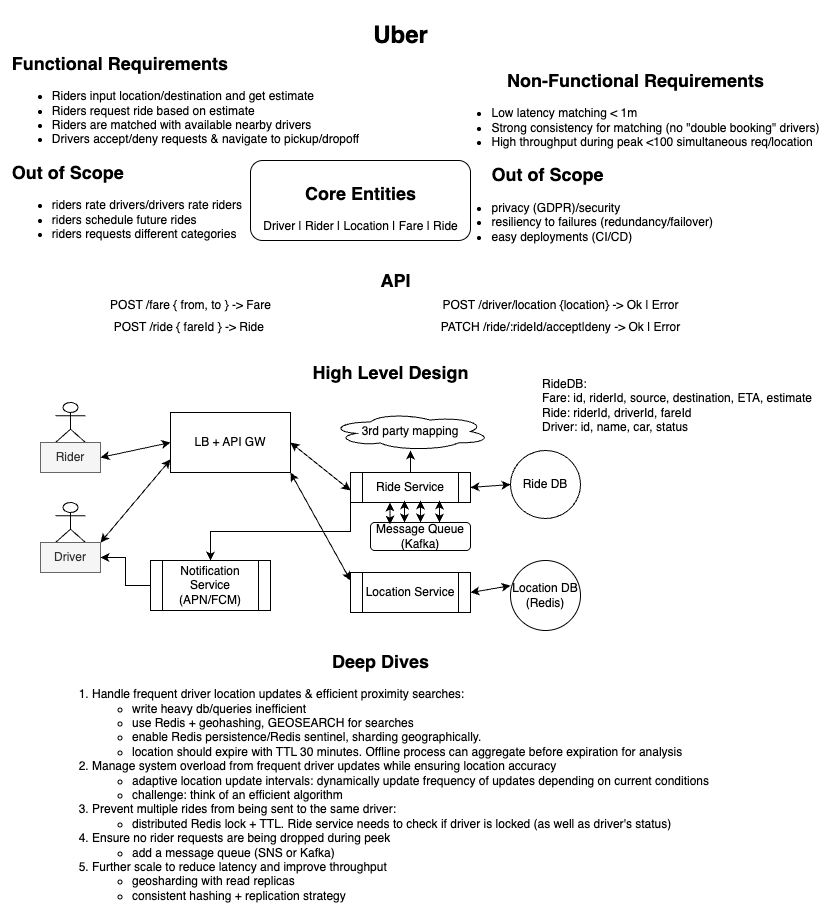 Uber
Functional Requirements
• Riders input location/destination and get estimate
• Riders request ride based on estimate
• Riders are matched with available nearby drivers
• Drivers accept/deny requests & navigate to pickup/dropoff
Non-Functional Requirements
• Low latency matching < 1m
• Strong consistency for matching (no "double booking" drivers)
• High throughput during peak <100 simultaneous req/location
Out of Scope
• riders rate drivers/drivers rate riders
• riders schedule future rides
• riders requests different categories
Core Entities
Driver | Rider | Location | Fare | Ride
Out of Scope
• privacy (GDPR)/security
• resiliency to failures (redundancy/failover)
• easy deployments (CI/CD)
API
POST /fare { from, to } -> Fare
POST /ride { fareId } -> Ride
POST /driver/location {location} -> Ok | Error
PATCH /ride/:rideId/accept|deny -> Ok | Error
High Level Design
RideDB:
Fare: id, riderId, source, destination, ETA, estimate
Ride: riderId, driverId, fareId
Driver: id, name, car, status
Rider
LB + API GW
3rd party mapping
Ride Service
Ride DB
Message Queue
(Kafka)
Driver
Notification
Service
(APN/FCM)
Location Service
Location DB
(Redis)
Deep Dives
1. Handle frequent driver location updates & efficient proximity searches:
○ write heavy db/queries inefficient
○ use Redis + geohashing, GEOSEARCH for searches
○ enable Redis persistence/Redis sentinel, sharding geographically.
○ location should expire with TTL 30 minutes. Offline process can aggregate before expiration for analysis
2. Manage system overload from frequent driver updates while ensuring location accuracy
○ adaptive location update intervals: dynamically update frequency of updates depending on current conditions
○ challenge: think of an efficient algorithm
3. Prevent multiple rides from being sent to the same driver:
○ distributed Redis lock + TTL. Ride service needs to check if driver is locked (as well as driver's status)
4. Ensure no rider requests are being dropped during peek
○ add a message queue (SNS or Kafka)
5. Further scale to reduce latency and improve throughput
○ geosharding with read replicas
○ consistent hashing + replication strategy